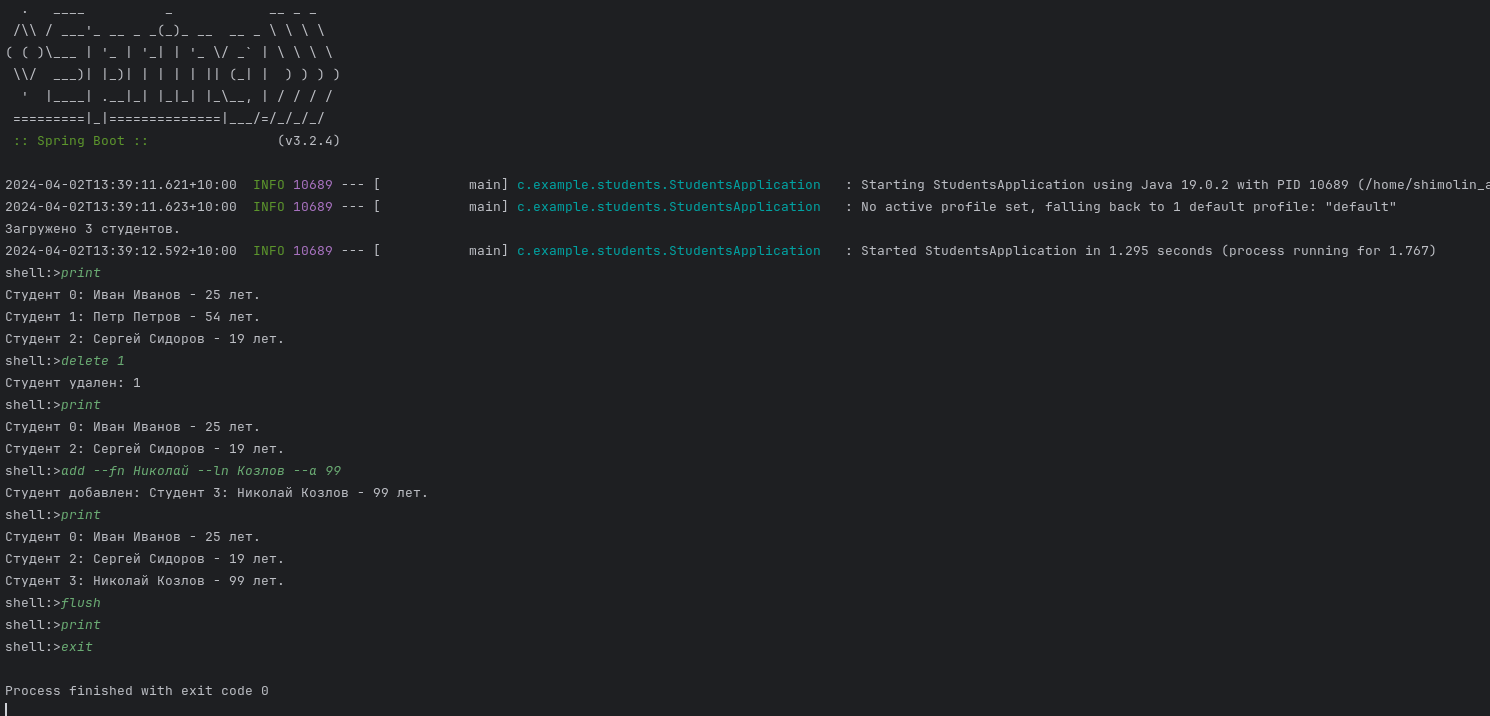 .   ____          _            __ _ _
 /\\ / ___'_ __ _ _(_)_ __  __ _ \ \ \ \
( ( )\___ | '_ | '_| | '_ \/ _` | \ \ \ \
 \\/  ___)| |_)| | | | | || (_| |  ) ) ) )
  '  |____| .__|_| |_|_| |_\__, | / / / /
 =========|_|==============|___/=/_/_/_/
 :: Spring Boot ::                (v3.2.4)
2024-04-02T13:39:11.621+10:00  INFO 10689 --- [           main] c.example.students.StudentsApplication   : Starting StudentsApplication using Java 19.0.2 with PID 10689 (/home/shimolin_a
2024-04-02T13:39:11.623+10:00  INFO 10689 --- [           main] c.example.students.StudentsApplication   : No active profile set, falling back to 1 default profile: "default"
Загружено 3 студентов.
2024-04-02T13:39:12.592+10:00  INFO 10689 --- [           main] c.example.students.StudentsApplication   : Started StudentsApplication in 1.295 seconds (process running for 1.767)
shell:>print
Студент 0: Иван Иванов - 25 лет.
Студент 1: Петр Петров - 54 лет.
Студент 2: Сергей Сидоров - 19 лет.
shell:>delete 1
Студент удален: 1
shell:>print
Студент 0: Иван Иванов - 25 лет.
Студент 2: Сергей Сидоров - 19 лет.
shell:>add --fn Николай --ln Козлов --a 99
Студент добавлен: Студент 3: Николай Козлов - 99 лет.
shell:>print
Студент 0: Иван Иванов - 25 лет.
Студент 2: Сергей Сидоров - 19 лет.
Студент 3: Николай Козлов - 99 лет.
shell:>flush
shell:>print
shell:>exit
Process finished with exit code 0